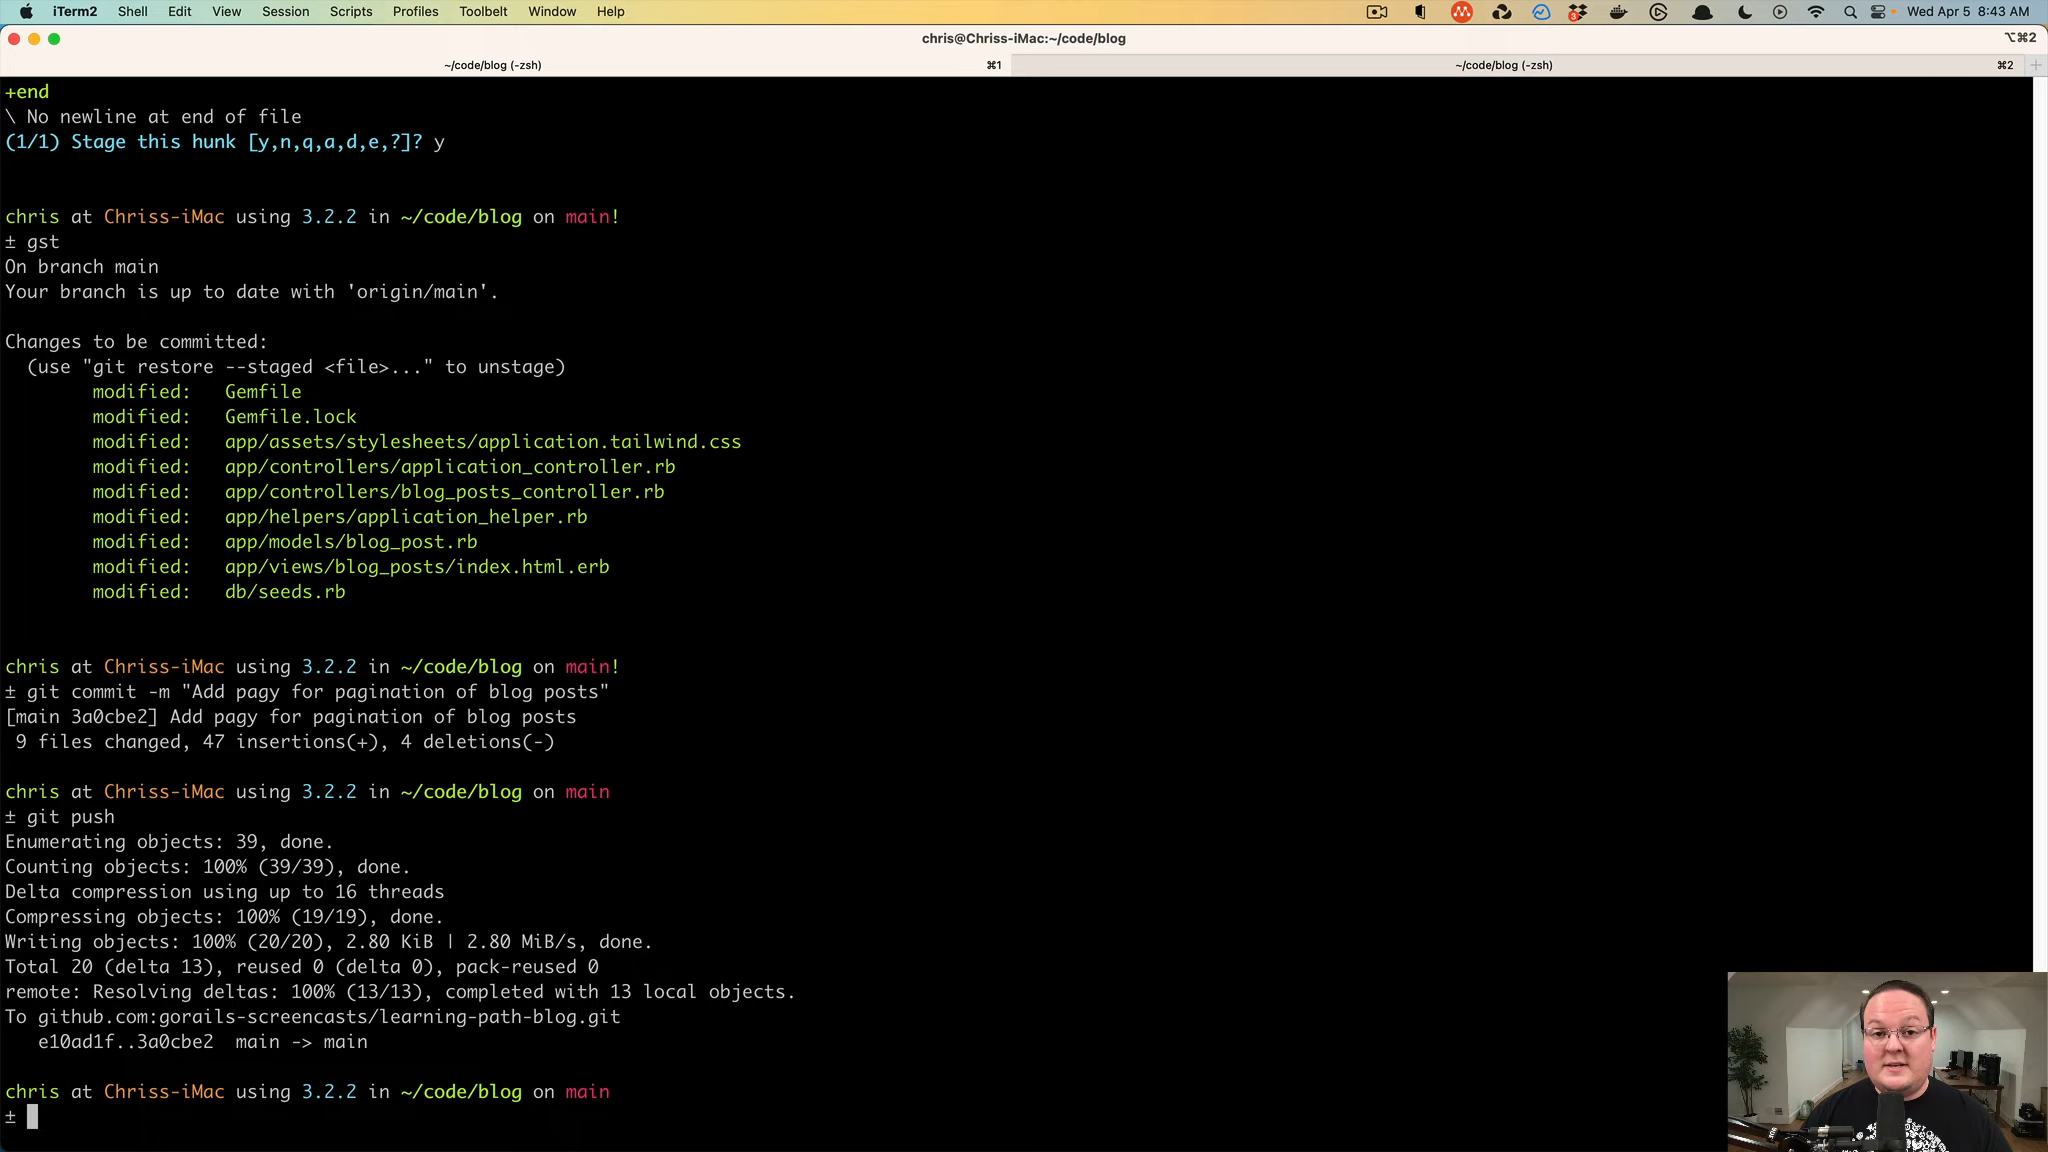 iTerm2 Shell Edit View Session Scripts Profiles Toolbelt Window Help
3
Wed Apr 5 8:43 AM
chris@Chriss-iMac:~/code/blog
⌥⌘2
~/code/blog (-zsh) ⌘1
~/code/blog (-zsh) ⌘2
+end
\ No newline at end of file
(1/1) Stage this hunk [y,n,q,a,d,e,?]? y
chris at Chriss-iMac using 3.2.2 in ~/code/blog on main!
± gst
On branch main
Your branch is up to date with 'origin/main'.
Changes to be committed:
(use "git restore --staged <file>..." to unstage)
modified: Gemfile
modified: Gemfile.lock
modified: app/assets/stylesheets/application.tailwind.css
modified: app/controllers/application_controller.rb
modified: app/controllers/blog_posts_controller.rb
modified: app/helpers/application_helper.rb
modified: app/models/blog_post.rb
modified: app/views/blog_posts/index.html.erb
modified: db/seeds.rb
chris at Chriss-iMac using 3.2.2 in ~/code/blog on main!
± git commit -m "Add pagy for pagination of blog posts"
[main 3a0cbe2] Add pagy for pagination of blog posts
9 files changed, 47 insertions(+), 4 deletions(-)
chris at Chriss-iMac using 3.2.2 in ~/code/blog on main
± git push
Enumerating objects: 39, done.
Counting objects: 100% (39/39), done.
Delta compression using up to 16 threads
Compressing objects: 100% (19/19), done.
Writing objects: 100% (20/20), 2.80 KiB | 2.80 MiB/s, done.
Total 20 (delta 13), reused 0 (delta 0), pack-reused 0
remote: Resolving deltas: 100% (13/13), completed with 13 local objects.
To github.com:gorails-screencasts/learning-path-blog.git
e10ad1f..3a0cbe2 main -> main
chris at Chriss-iMac using 3.2.2 in ~/code/blog on main
±